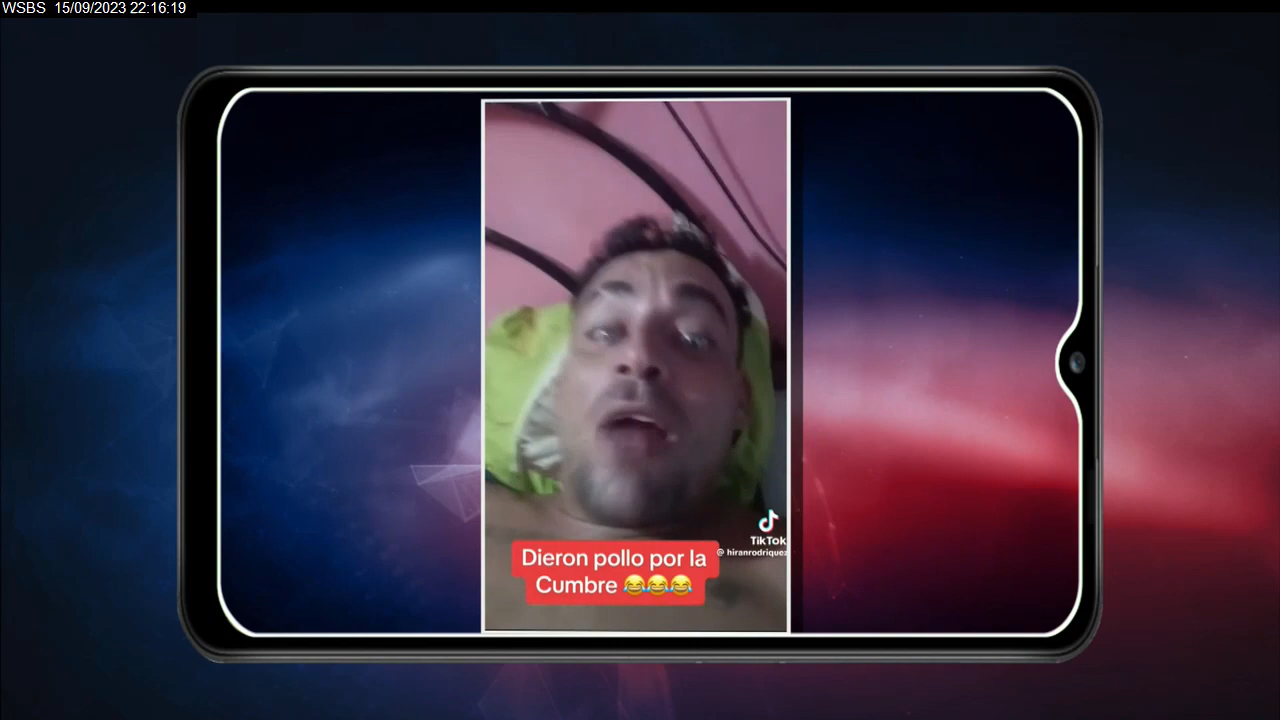 WSBS 15/09/2023 22:16:19
TikTok
@ hiranrodriquez
Dieron pollo por la
Cumbre 😂😂😂